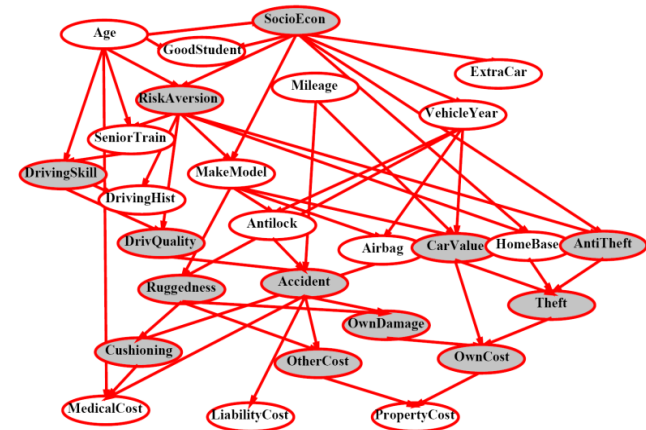 SocioEcon
Age
GoodStudent
ExtraCar
Mileage
RiskAversion
VehicleYear
SeniorTrain
DrivingSkill
MakeModel
DrivingHist
Antilock
DrivQuality
Airbag
CarValue
HomeBase
AntiTheft
Ruggedness
Accident
Theft
OwnDamage
Cushioning
OtherCost
OwnCost
MedicalCost
LiabilityCost
PropertyCost